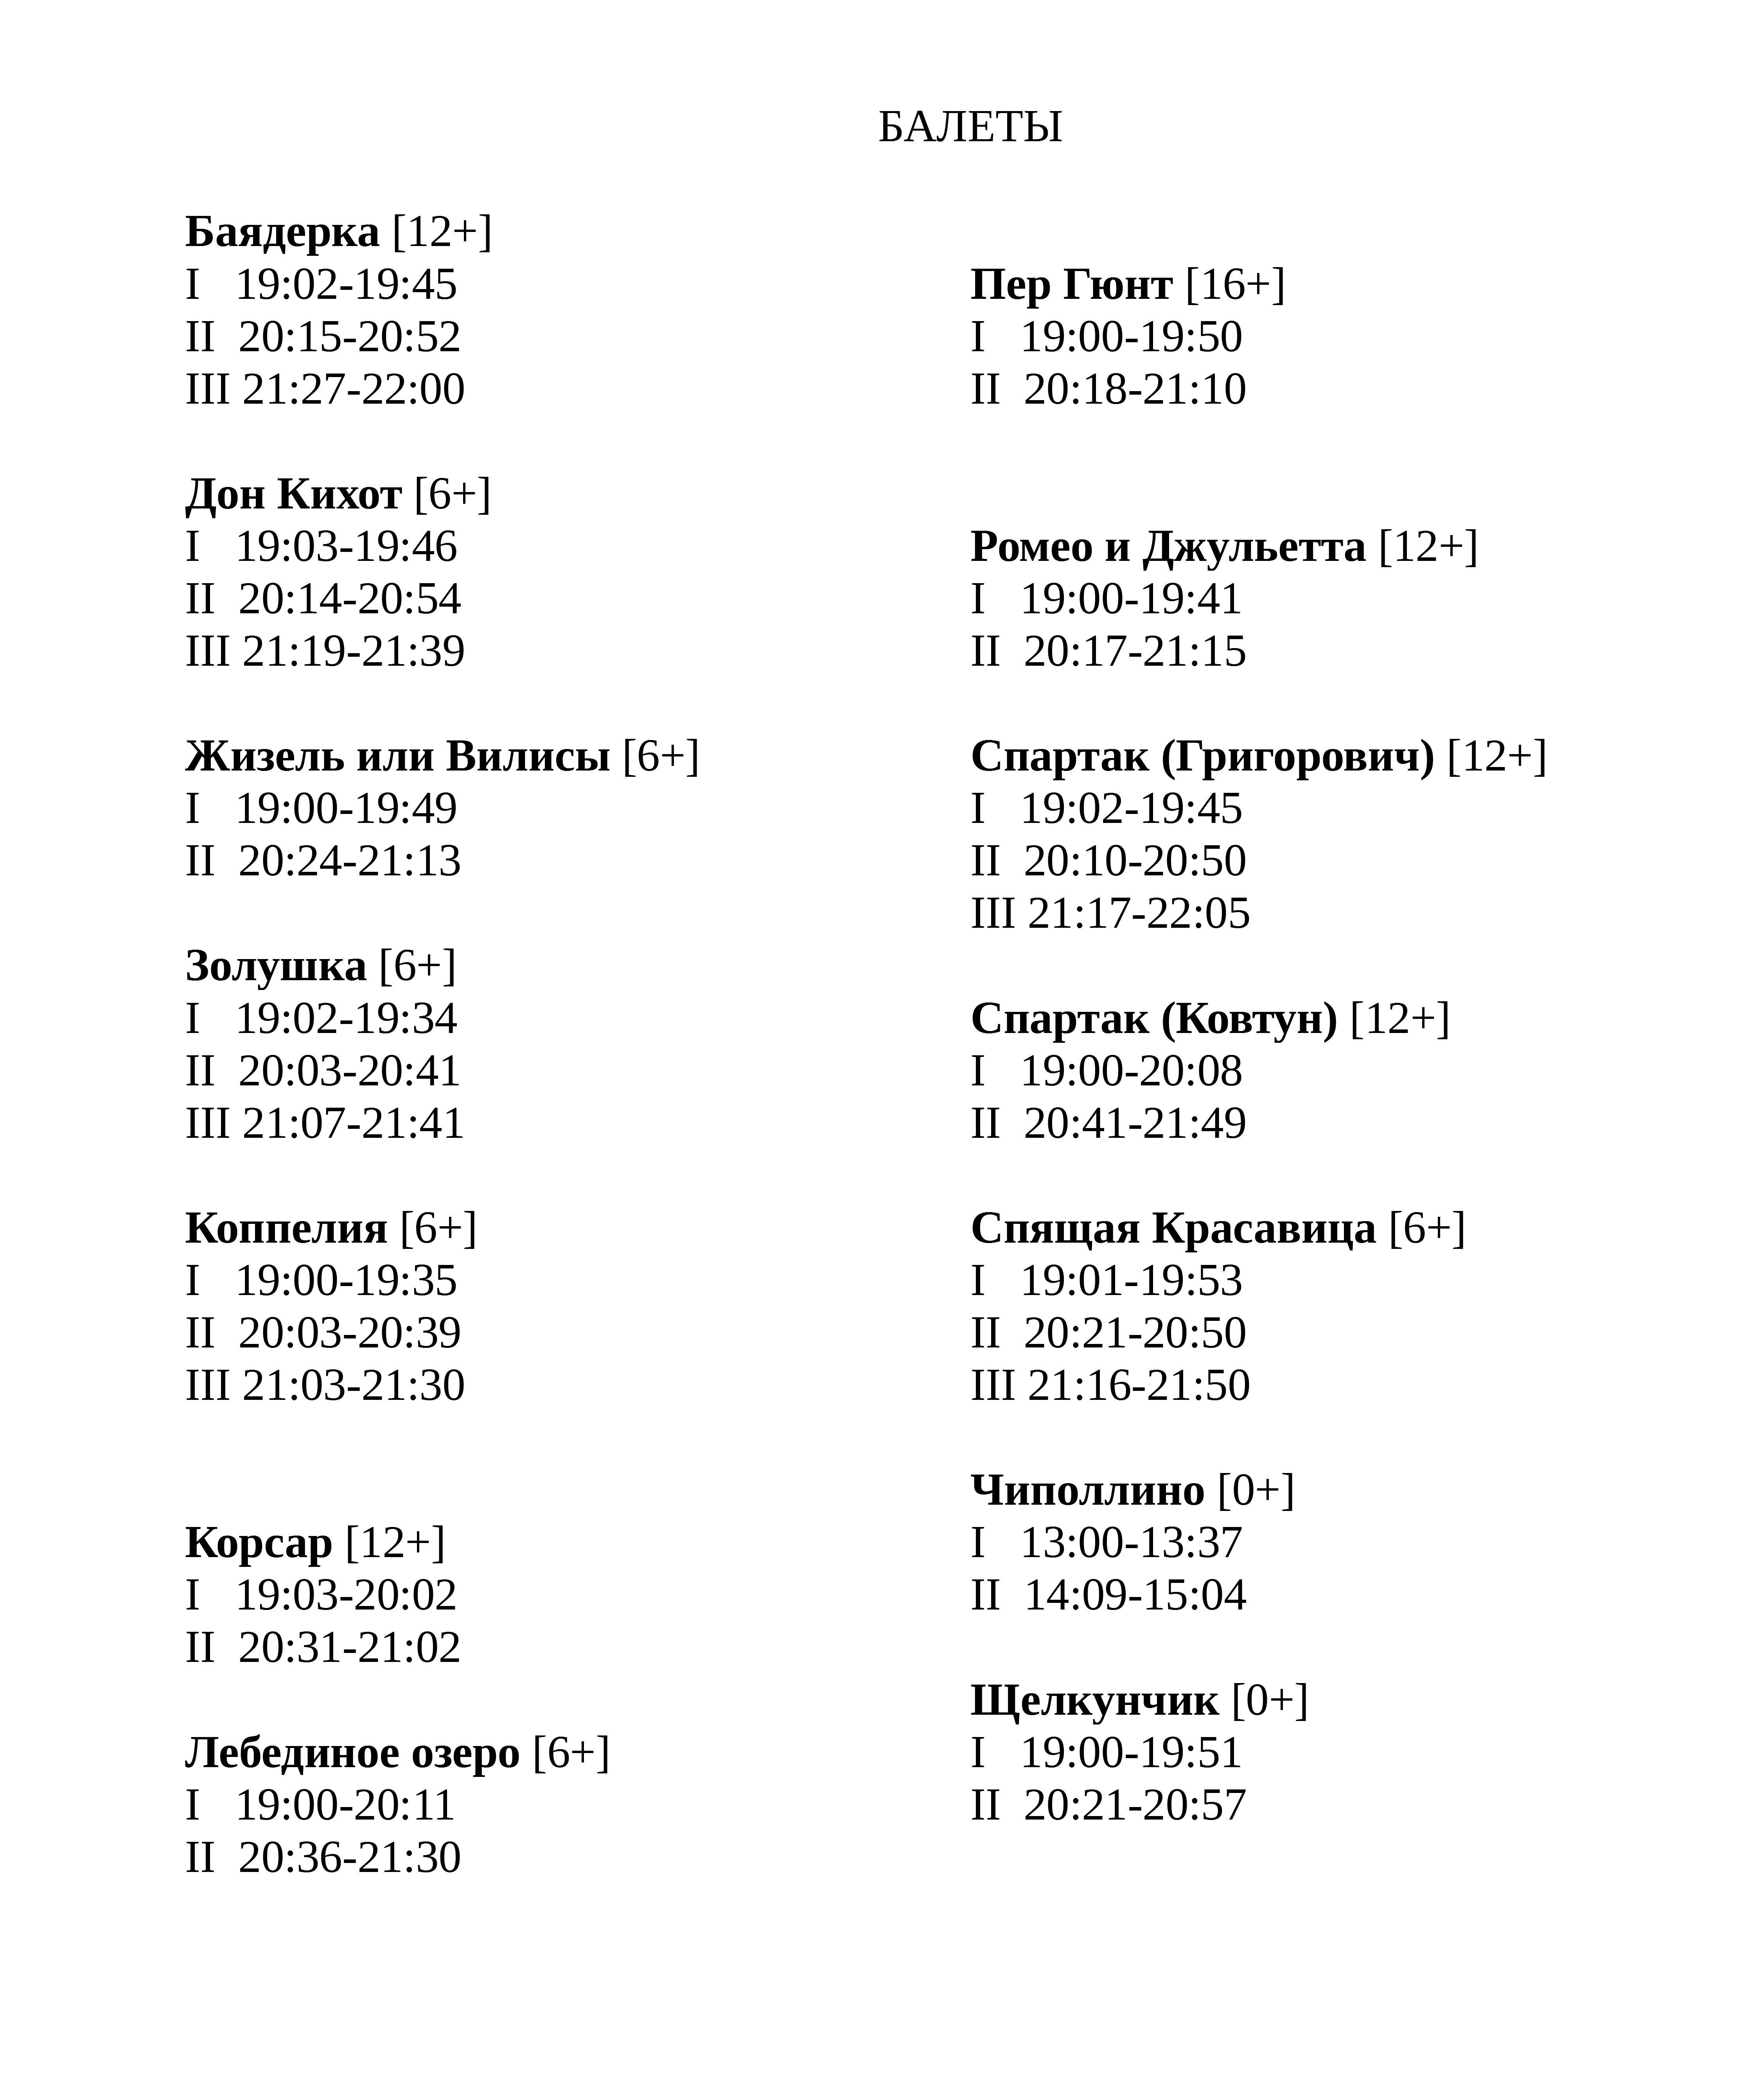 БАЛЕТЫ
Баядерка [12+]
I 19:02-19:45
II 20:15-20:52
III 21:27-22:00
Дон Кихот [6+]
I 19:03-19:46
II 20:14-20:54
III 21:19-21:39
Жизель или Вилисы [6+]
I 19:00-19:49
II 20:24-21:13
Золушка [6+]
I 19:02-19:34
II 20:03-20:41
III 21:07-21:41
Коппелия [6+]
I 19:00-19:35
II 20:03-20:39
III 21:03-21:30
Корсар [12+]
I 19:03-20:02
II 20:31-21:02
Лебединое озеро [6+]
I 19:00-20:11
II 20:36-21:30
Пер Гюнт [16+]
I 19:00-19:50
II 20:18-21:10
Ромео и Джульетта [12+]
I 19:00-19:41
II 20:17-21:15
Спартак (Григорович) [12+]
I 19:02-19:45
II 20:10-20:50
III 21:17-22:05
Спартак (Ковтун) [12+]
I 19:00-20:08
II 20:41-21:49
Спящая Красавица [6+]
I 19:01-19:53
II 20:21-20:50
III 21:16-21:50
Чиполлино [0+]
I 13:00-13:37
II 14:09-15:04
Щелкунчик [0+]
I 19:00-19:51
II 20:21-20:57